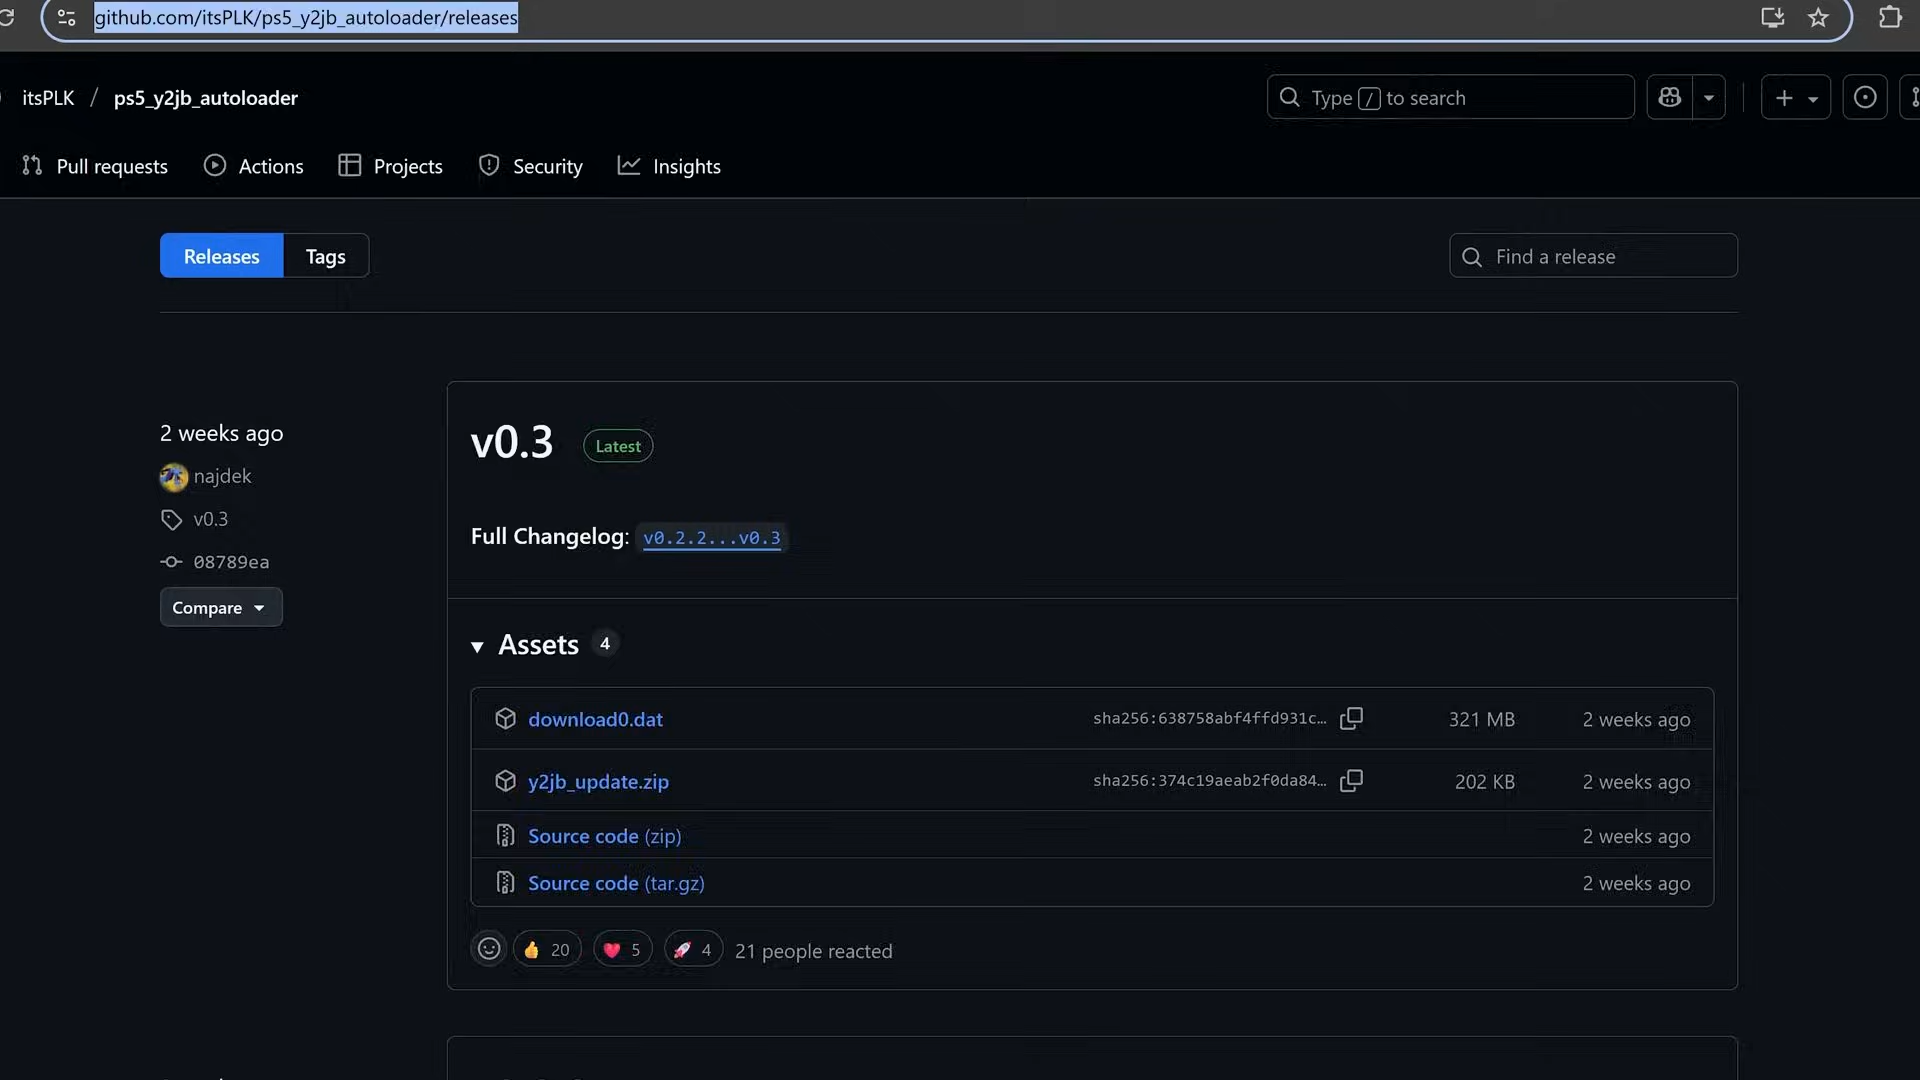 github.com/itsPLK/ps5_y2jb_autoloader/releases
itsPLK / ps5_y2jb_autoloader
Type / to search
Pull requests
Actions
Projects
Security
Insights
Releases
Tags
Find a release
2 weeks ago
najdek
v0.3
08789ea
Compare
v0.3
Latest
Full Changelog: v0.2.2...v0.3
Assets 4
download0.dat sha256:638758abf4ffd931c... 321 MB 2 weeks ago
y2jb_update.zip sha256:374c19aeab2f0da84... 202 KB 2 weeks ago
Source code (zip) 2 weeks ago
Source code (tar.gz) 2 weeks ago
👍 20 ❤️ 5 🚀 4 21 people reacted